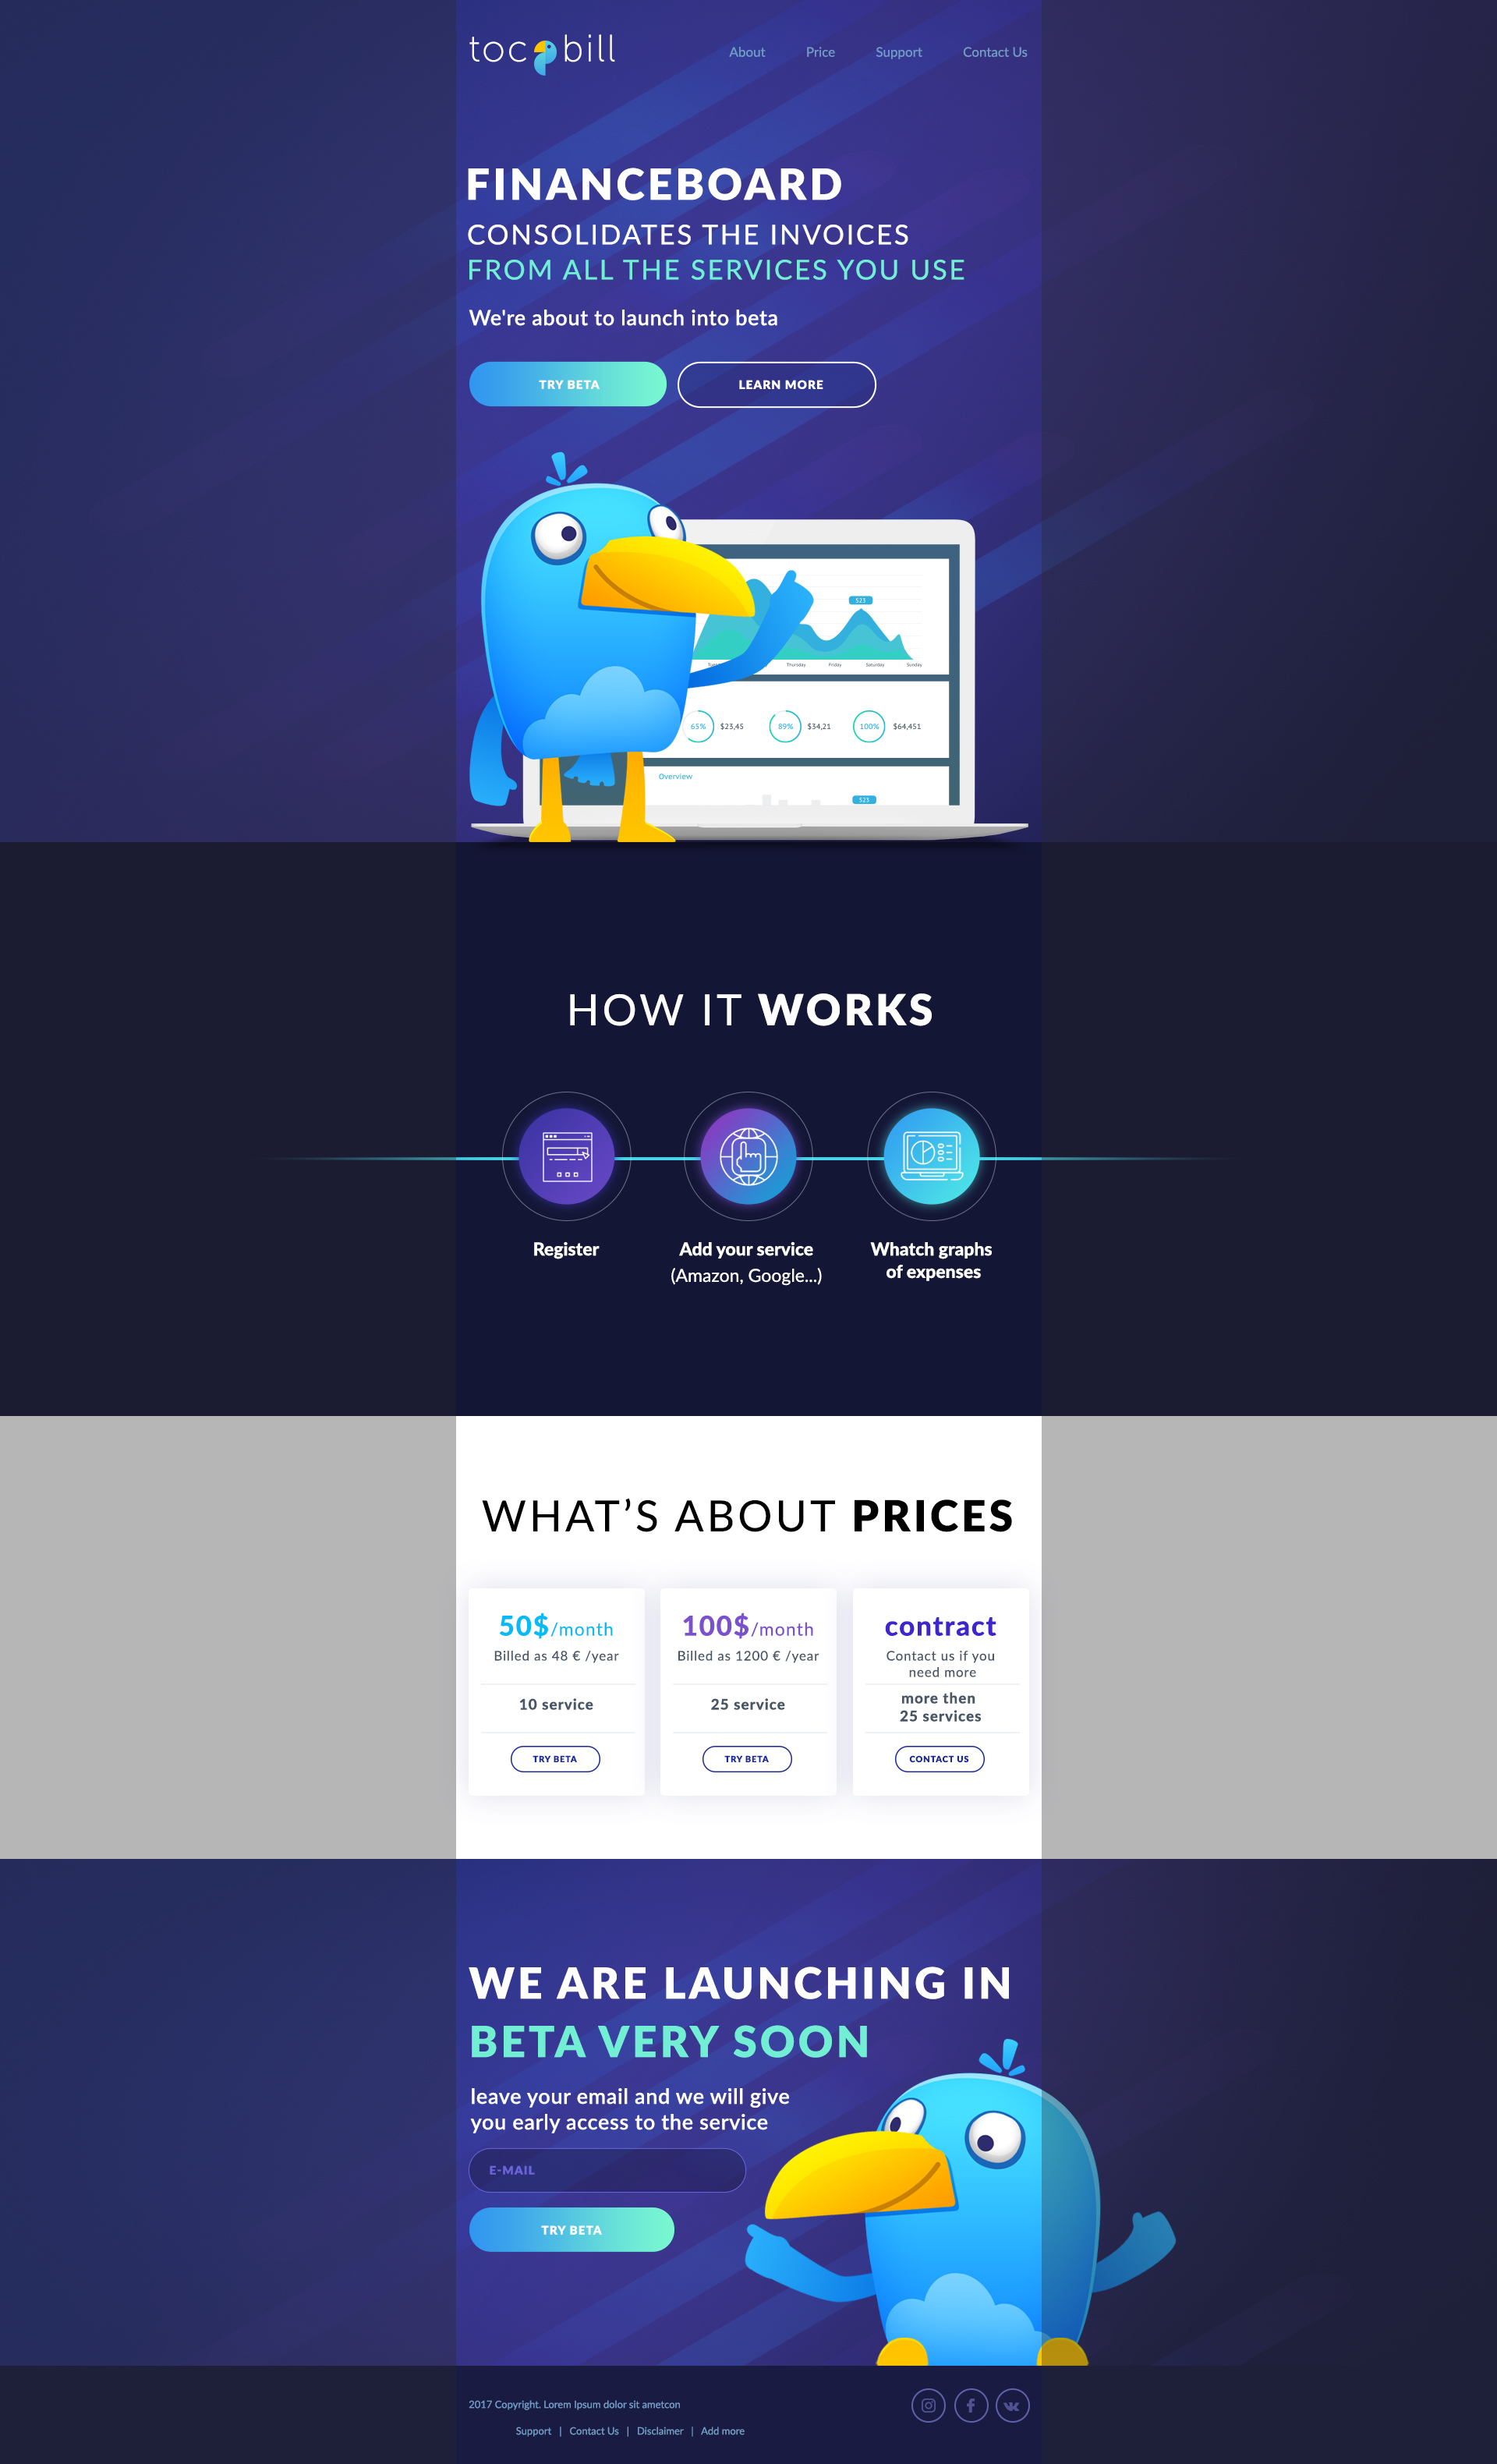 toc bill
About Price Support Contact Us
FINANCEBOARD
CONSOLIDATES THE INVOICES
FROM ALL THE SERVICES YOU USE
We're about to launch into beta
TRY BETA LEARN MORE
523
Thursday Friday Saturday Sunday
65% $23,45 89% $34,21 100% $64,451
Overview
523
HOW IT WORKS
Register Add your service Whatch graphs
(Amazon, Google...) of expenses
WHAT’S ABOUT PRICES
50$/month
Billed as 48 € /year
10 service
TRY BETA
100$/month
Billed as 1200 € /year
25 service
TRY BETA
contract
Contact us if you
need more
more then
25 services
CONTACT US
WE ARE LAUNCHING IN
BETA VERY SOON
leave your email and we will give
you early access to the service
E-MAIL
TRY BETA
2017 Copyright. Lorem Ipsum dolor sit ametcon
Support | Contact Us | Disclaimer | Add more